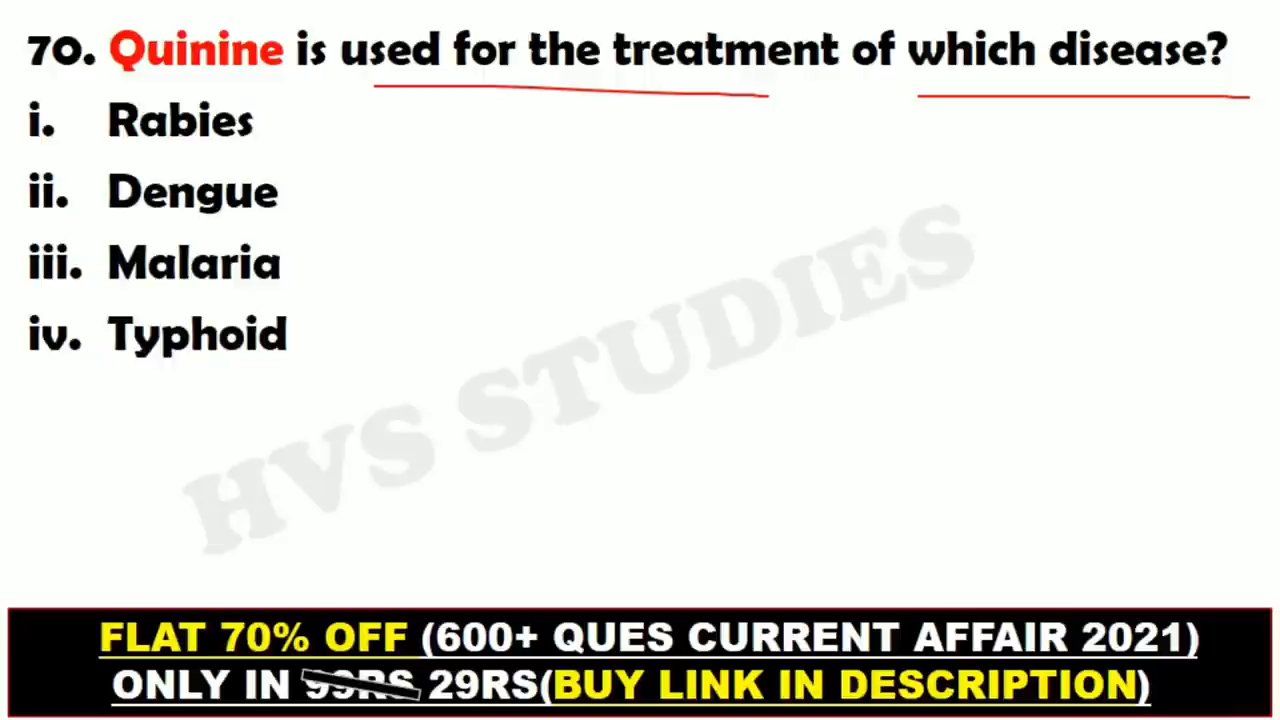 70. Quinine is used for the treatment of which disease?
i. Rabies
ii. Dengue
iii. Malaria
iv. Typhoid
HVS STUDIES
FLAT 70% OFF (600+ QUES CURRENT AFFAIR 2021)
ONLY IN 99RS 29RS(BUY LINK IN DESCRIPTION)